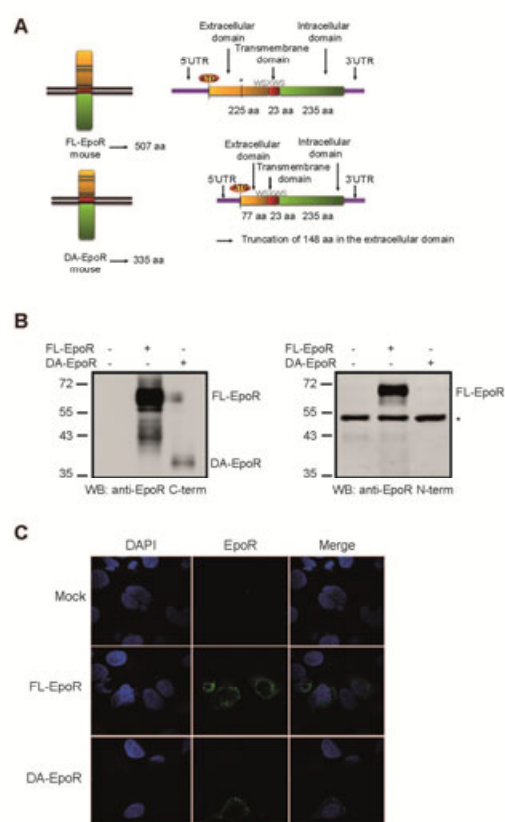 A
Extracellular domain
Intracellular domain
Transmembrane domain
5'UTR
3'UTR
ATG
*
WSXWS
225 aa 23 aa 235 aa
FL-EpoR mouse → 507 aa
Extracellular domain
Intracellular domain
Transmembrane domain
5'UTR
3'UTR
ATG
WSXWS
77 aa 23 aa 235 aa
DA-EpoR mouse → 335 aa
→ Truncation of 148 aa in the extracellular domain
B
FL-EpoR - + -
DA-EpoR - - +
72
55
43
35
FL-EpoR
DA-EpoR
WB: anti-EpoR C-term
FL-EpoR - + -
DA-EpoR - - +
72
55
43
35
FL-EpoR
*
WB: anti-EpoR N-term
C
DAPI EpoR Merge
Mock
FL-EpoR
DA-EpoR